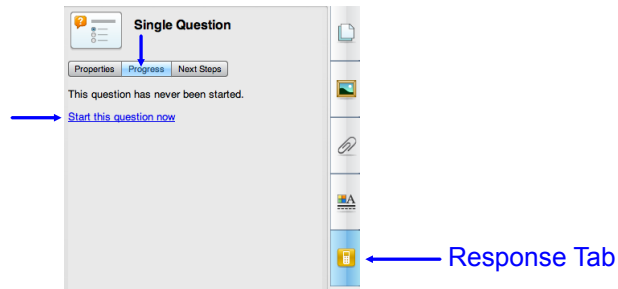 Single Question
Properties Progress Next Steps
This question has never been started.
Start this question now
A
Response Tab